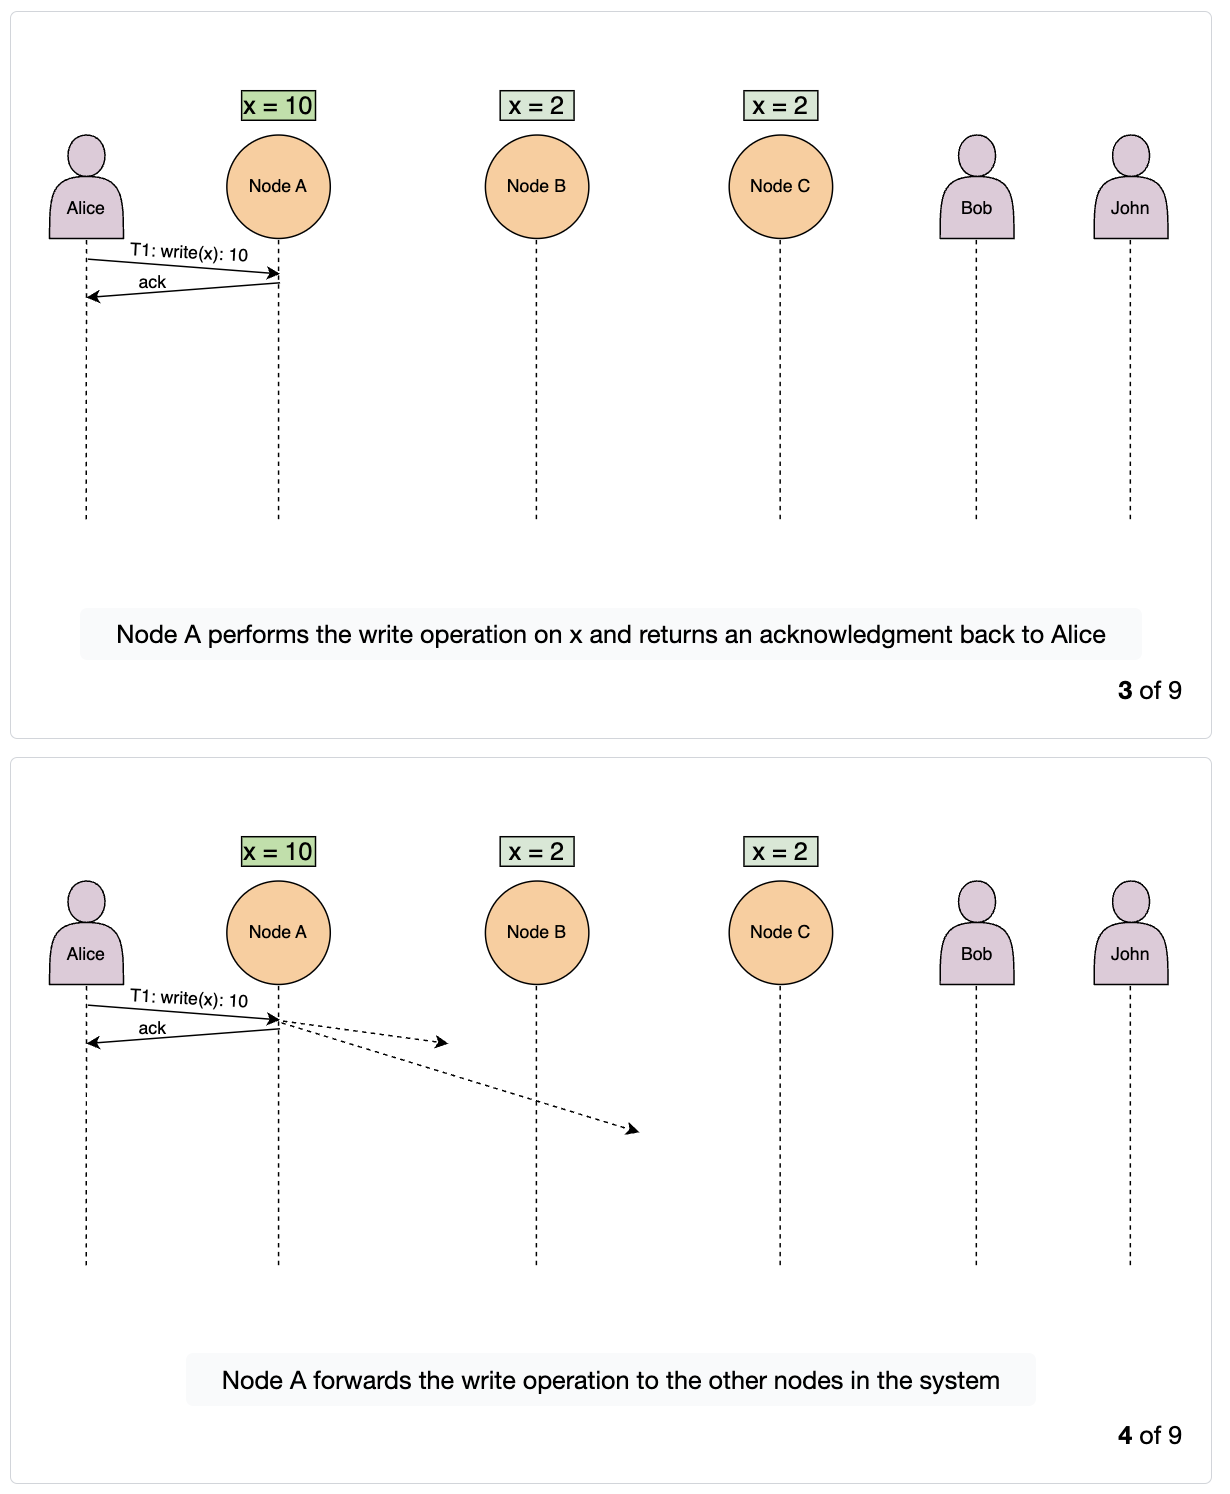 x = 10
x = 2
x = 2
Alice
Node A
Node B
Node C
Bob
John
T1: write(x): 10
ack
Node A performs the write operation on x and returns an acknowledgment back to Alice
3 of 9
x = 10
x = 2
x = 2
Alice
Node A
Node B
Node C
Bob
John
T1: write(x): 10
ack
Node A forwards the write operation to the other nodes in the system
4 of 9